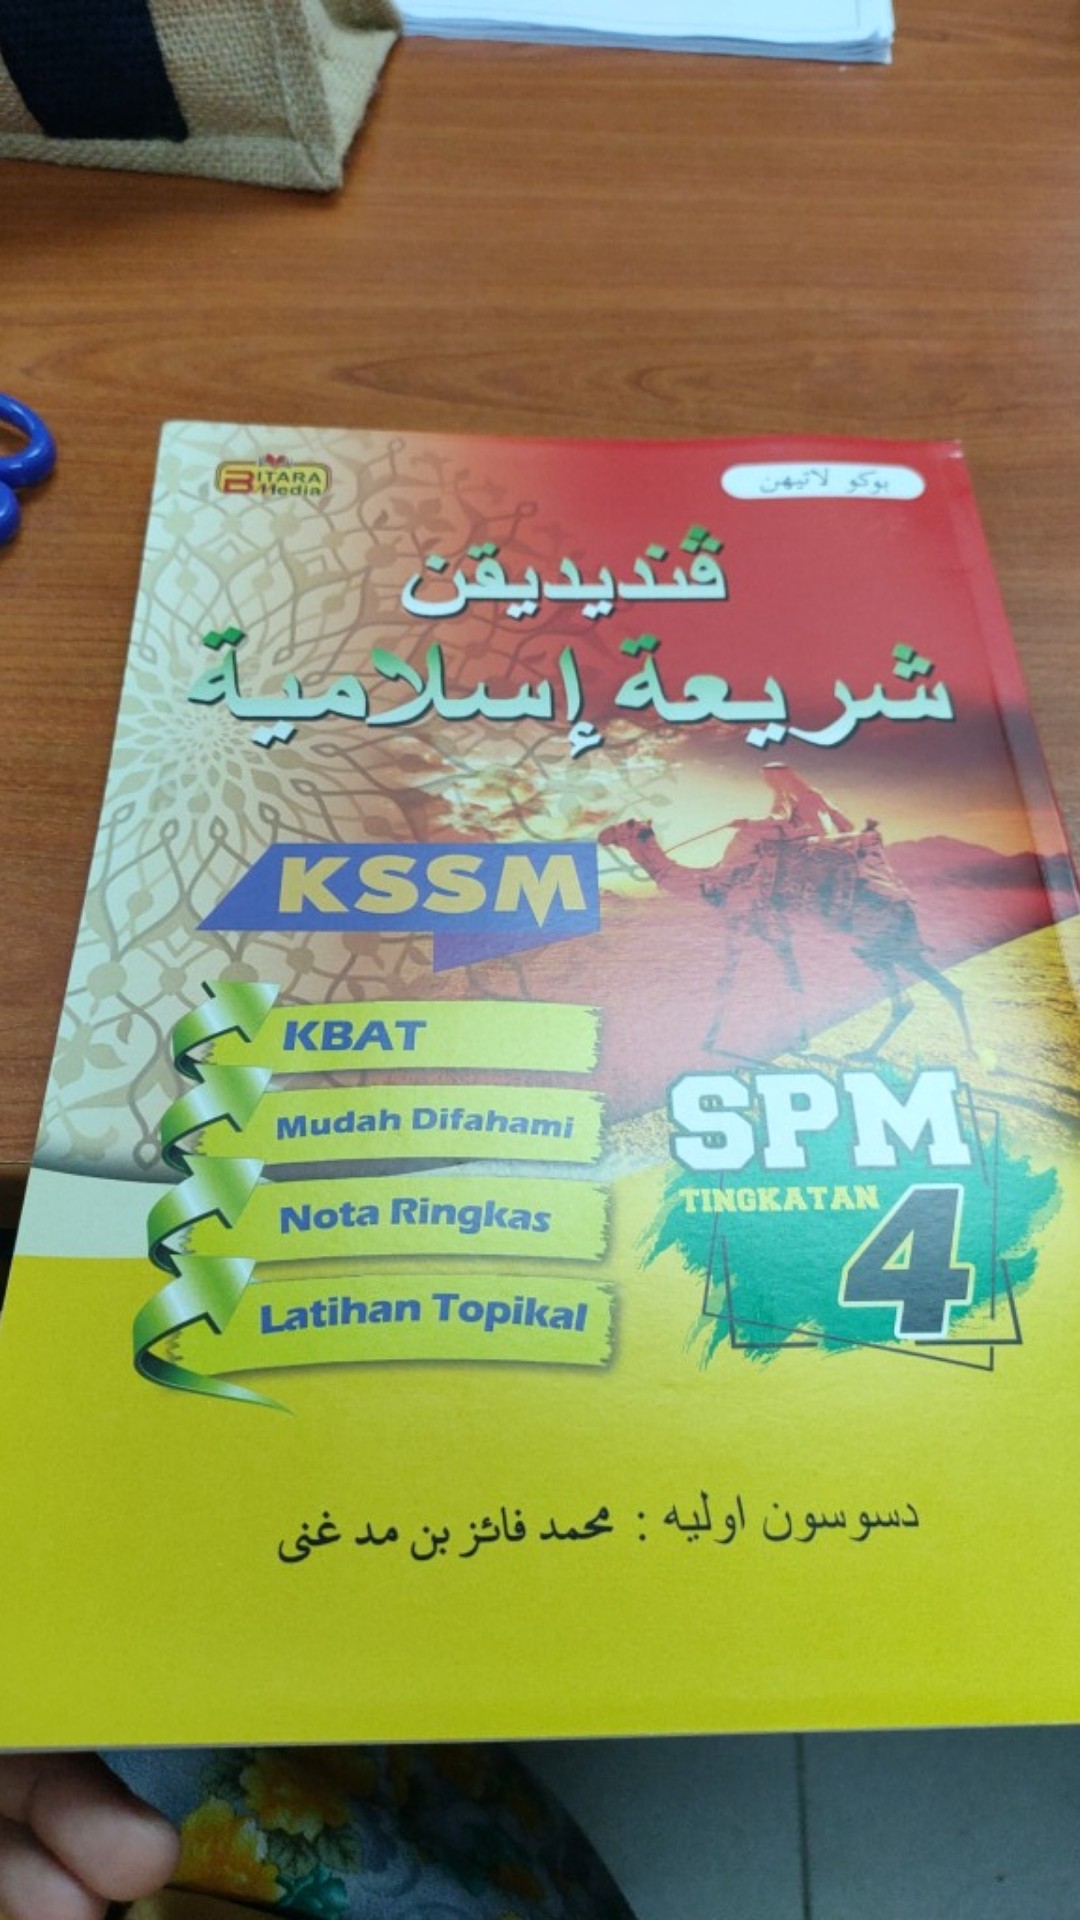 BITARA
Media
بوكو لاتيهن
ڤنديديقن
شريعة إسلامية
KSSM
KBAT
Mudah Difahami
Nota Ringkas
Latihan Topikal
SPM
TINGKATAN
4
دسوسون اوليه : محمد فائز بن مد غنى